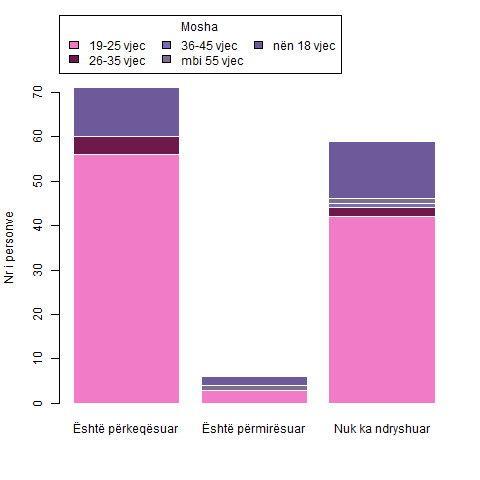 Mosha
19-25 vjec 36-45 vjec nën 18 vjec
26-35 vjec mbi 55 vjec
Nr i personve
70
60
50
40
30
20
10
0
Është përkeqësuar Është përmirësuar Nuk ka ndryshuar